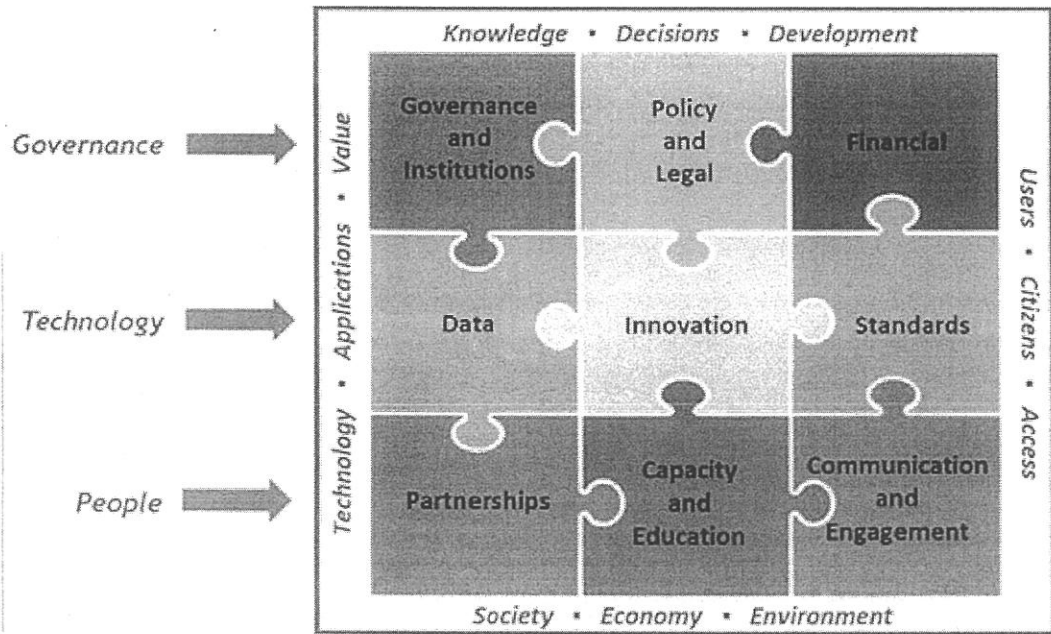 Knowledge ▪ Decisions ▪ Development
Governance
Technology
People
Technology ▪ Applications ▪ Value
Governance
and
Institutions
Policy
and
Legal
Financial
Data
Innovation
Standards
Partnerships
Capacity
and
Education
Communication
and
Engagement
Users ▪ Citizens ▪ Access
Society ▪ Economy ▪ Environment